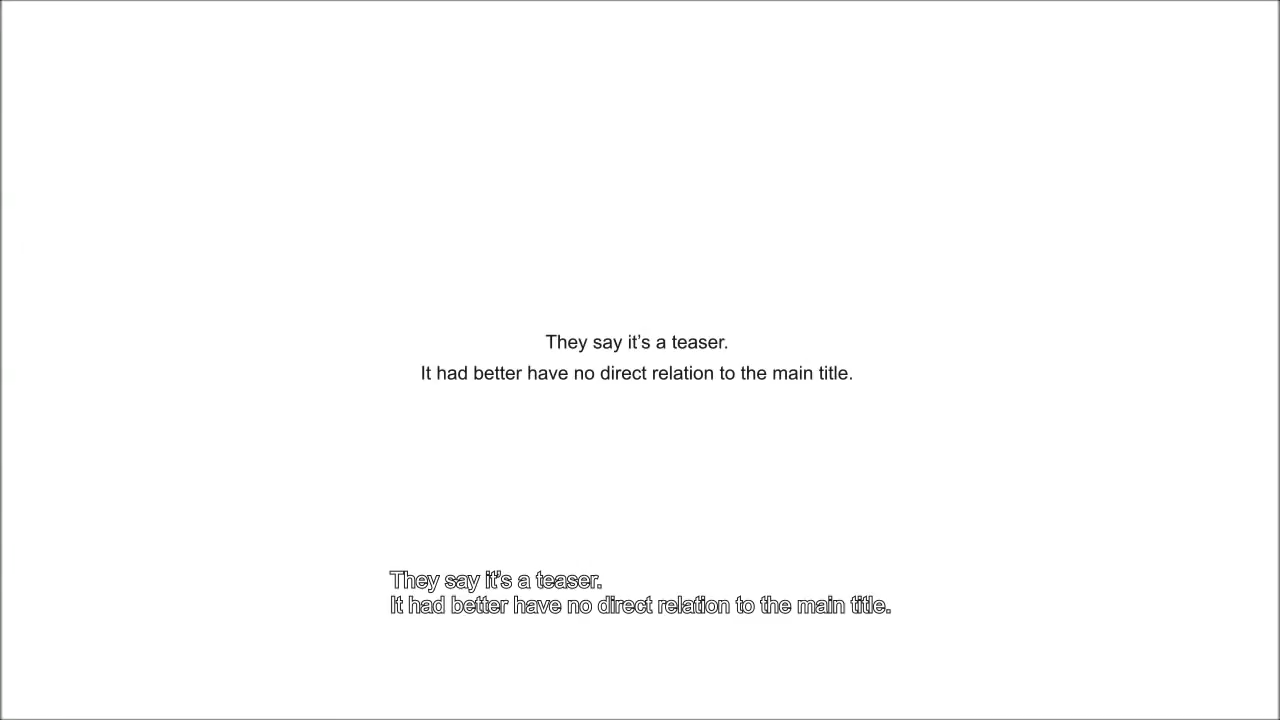 They say it’s a teaser.
It had better have no direct relation to the main title.
They say it's a teaser.
It had better have no direct relation to the main title.